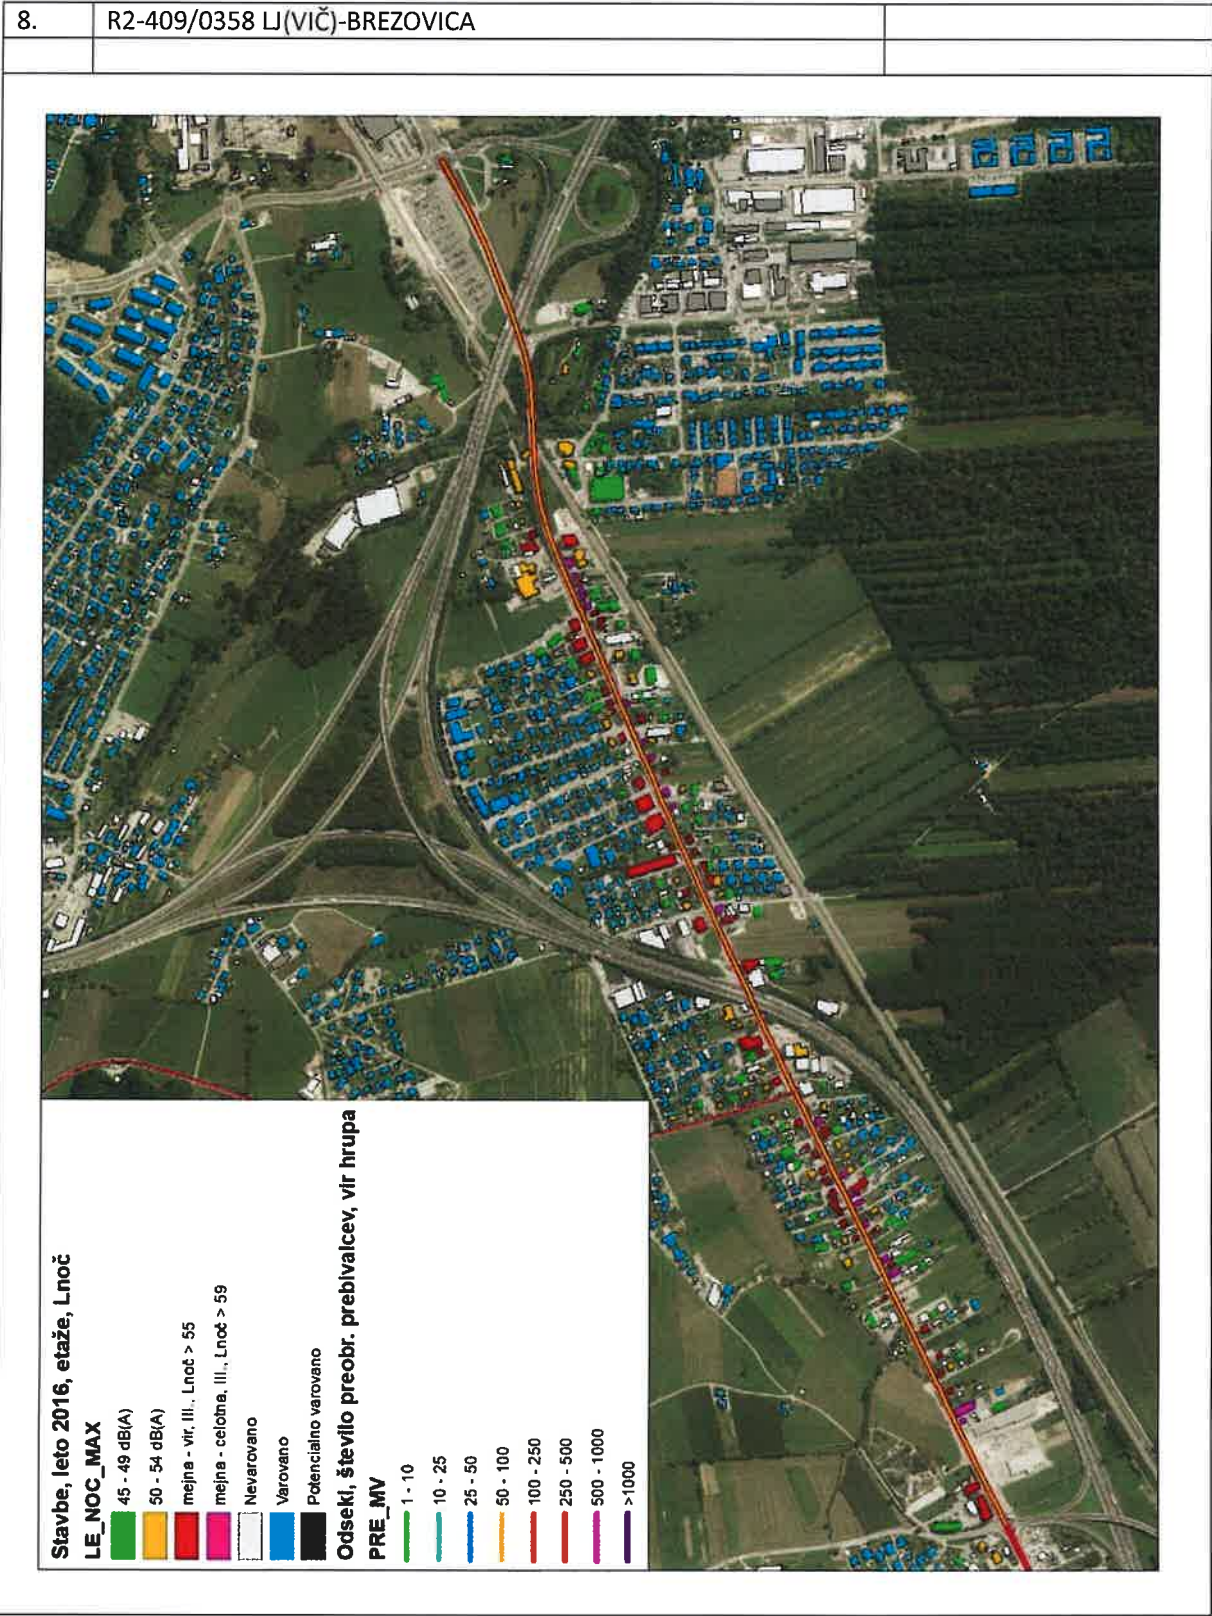 8. R2-409/0358 LJ(VIČ)-BREZOVICA
Stavbe, leto 2016, etaže, Lnoč
LE_NOC_MAX
45 - 49 dB(A)
50 - 54 dB(A)
mejna - vir, III., Lnoč > 55
mejna - celotna, III., Lnoč > 59
Nevarovano
Varovano
Potencialno varovano
Odseki, število preobr. prebivalcev, vir hrupa
PRE_MV
1 - 10
10 - 25
25 - 50
50 - 100
100 - 250
250 - 500
500 - 1000
>1000